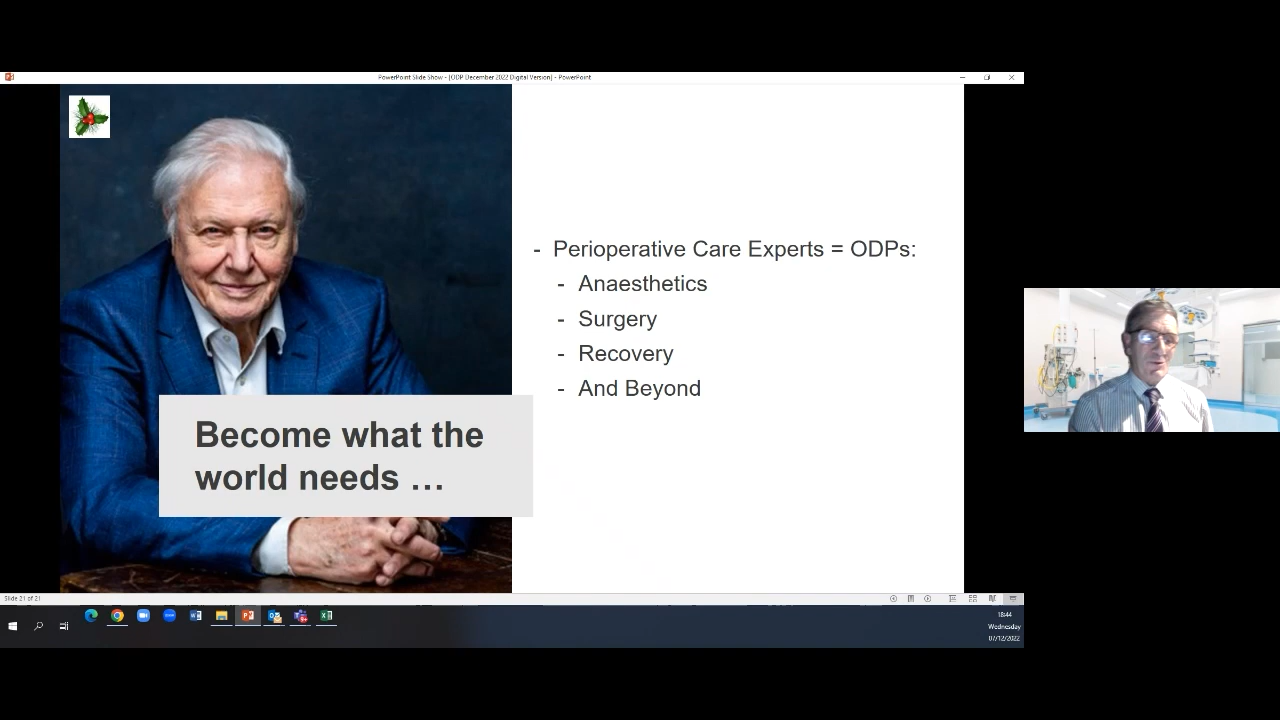 PowerPoint Slide Show - [ODP December 2022 Digital Version] - PowerPoint
- Perioperative Care Experts = ODPs:
- Anaesthetics
- Surgery
- Recovery
- And Beyond
Become what the
world needs …
Slide 21 of 21
18:44
Wednesday
07/12/2022